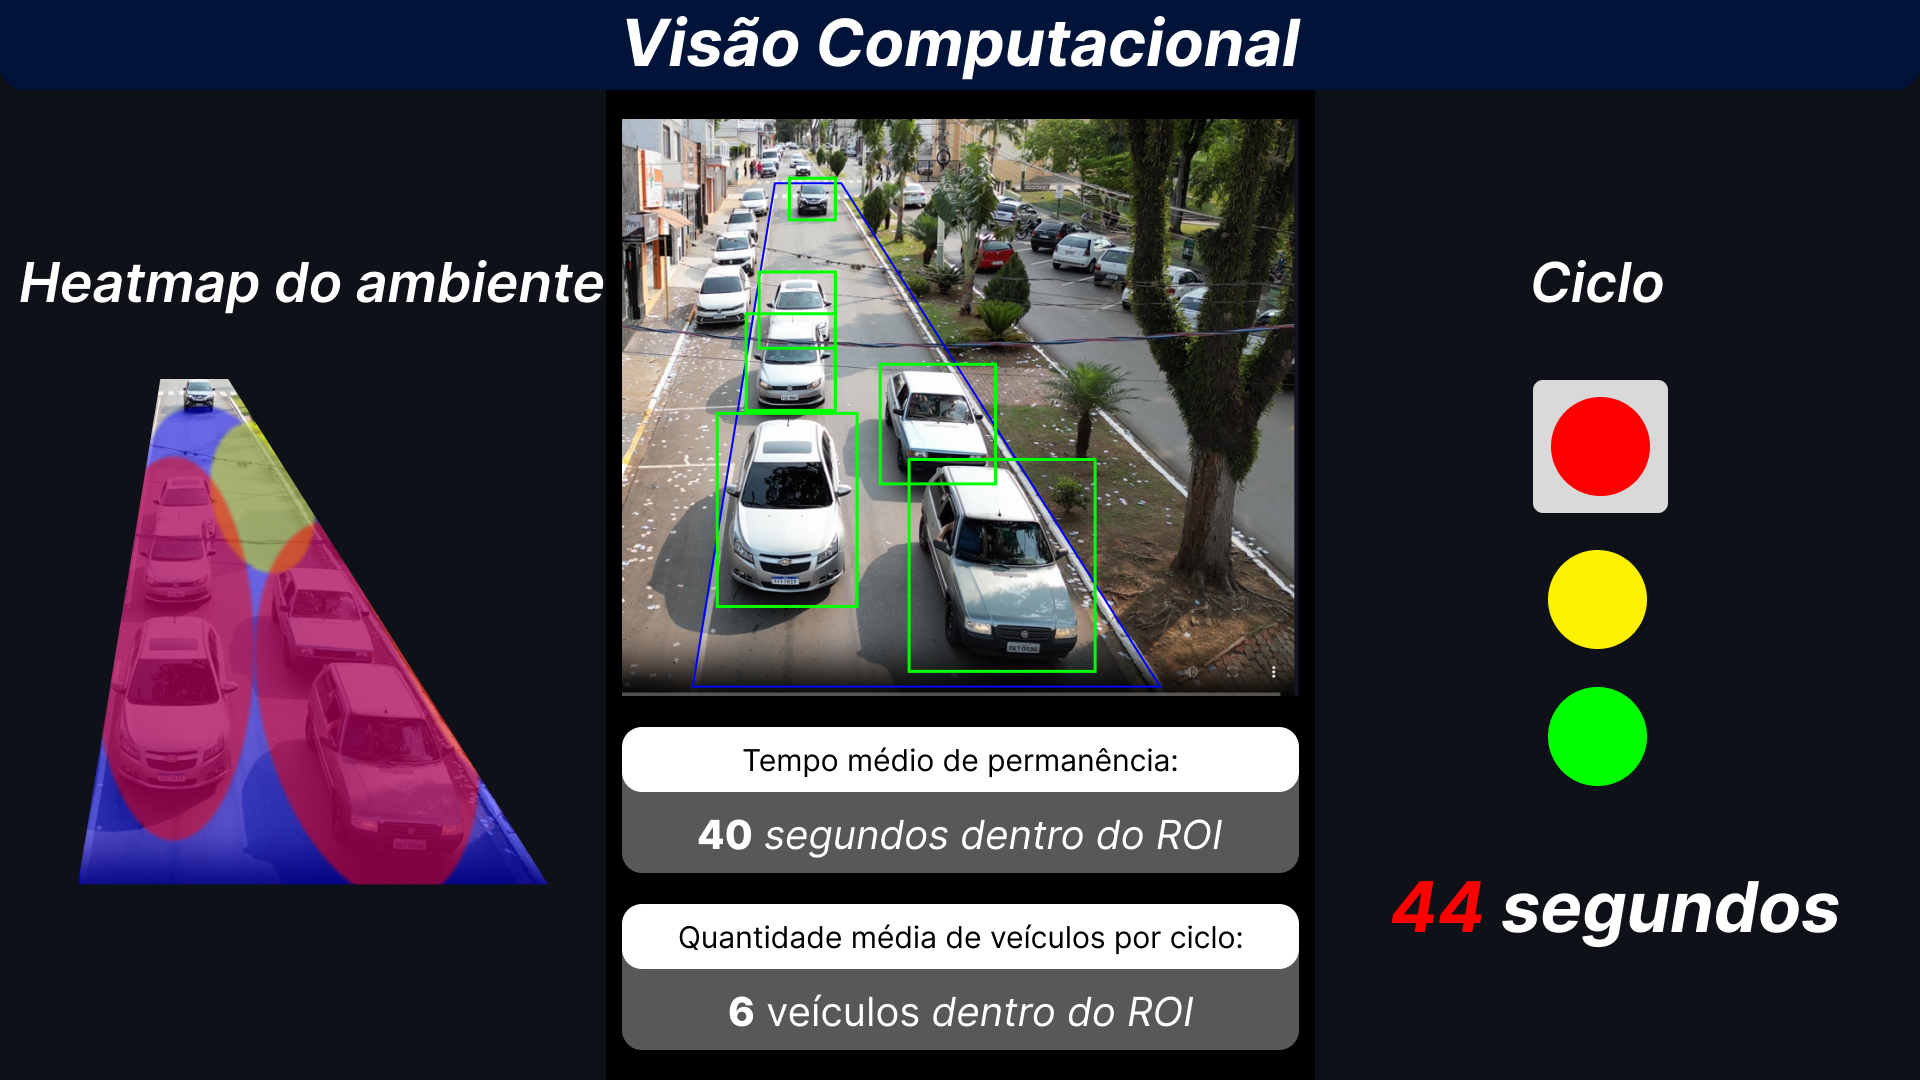 Visão Computacional
Heatmap do ambiente
Tempo médio de permanência:
40 segundos dentro do ROI
Quantidade média de veículos por ciclo:
6 veículos dentro do ROI
Ciclo
44 segundos